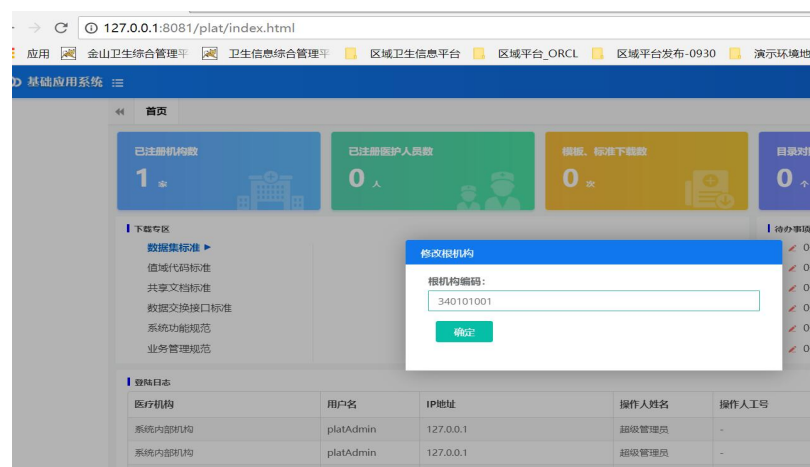 127.0.0.1:8081/plat/index.html
应用 金山卫生综合管理平 卫生信息综合管理平 区域卫生信息平台 区域平台_ORCL 区域平台发布-0930 演示环境地
基础应用系统
首页
已注册机构数 已注册医护人员数 模板、标准下载数 目录对
1 家 0 人 0 次 0 个
下载专区 待办事项
数据集标准 0
值域代码标准 0
共享文档标准 0
数据交换接口标准 0
系统功能规范 0
业务管理规范 0
修改根机构
根机构编码:
340101001
确定
登陆日志
医疗机构 用户名 IP地址 操作人姓名 操作人工号
系统内部机构 platAdmin 127.0.0.1 超级管理员 -
系统内部机构 platAdmin 127.0.0.1 超级管理员 -